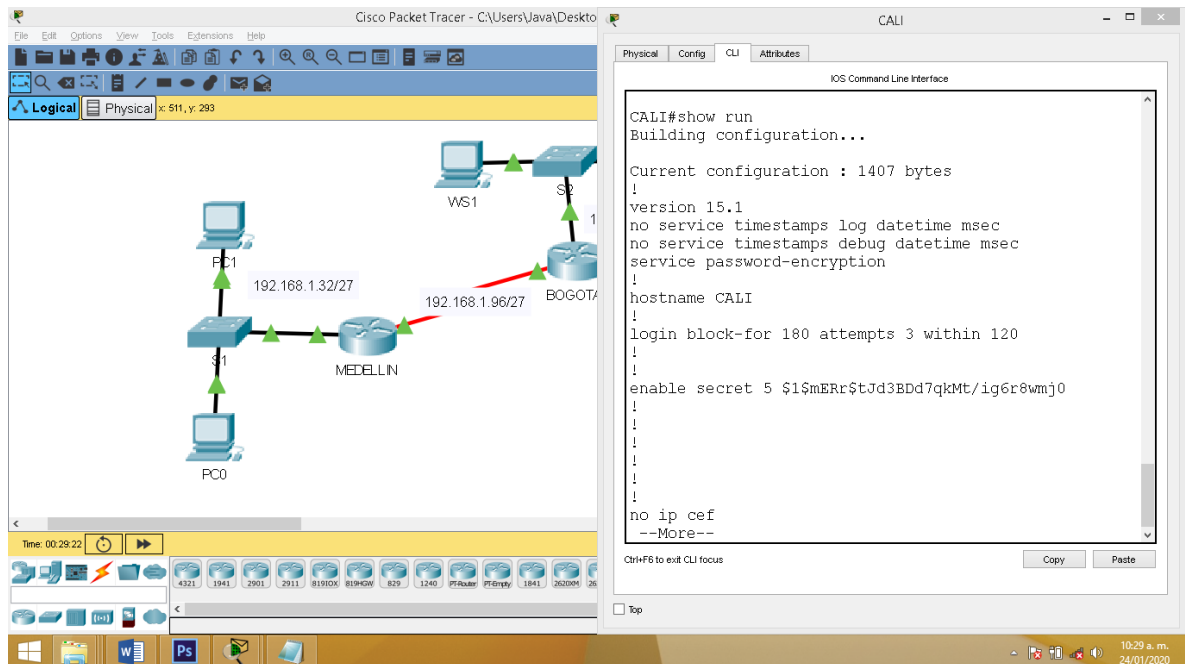 Cisco Packet Tracer - C:\Users\Java\Deskto
File Edit Options View Tools Extensions Help
Logical Physical x: 511, y: 293
WS1
S2
1
PC1
192.168.1.32/27
192.168.1.96/27
BOGOTA
S1
MEDELLIN
PC0
Time: 00:29:22
4321 1941 2901 2911 819IOX 819HGW 829 1240 PT-Router PT-Empty 1841 2620XM 26
CALI
Physical Config CLI Attributes
IOS Command Line Interface
CALI#show run
Building configuration...
Current configuration : 1407 bytes
!
version 15.1
no service timestamps log datetime msec
no service timestamps debug datetime msec
service password-encryption
!
hostname CALI
!
login block-for 180 attempts 3 within 120
!
!
enable secret 5 $1$mERr$tJd3BDd7qkMt/ig6r8wmj0
!
!
!
!
!
!
no ip cef
--More--
Ctrl+F6 to exit CLI focus
Copy Paste
Top
Ps
10:29 a. m.
24/01/2020